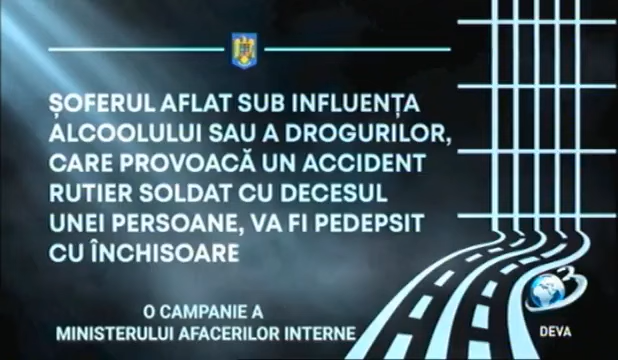 ȘOFERUL AFLAT SUB INFLUENȚA
ALCOOLULUI SAU A DROGURILOR,
CARE PROVOACĂ UN ACCIDENT
RUTIER SOLDAT CU DECESUL
UNEI PERSOANE, VA FI PEDEPSIT
CU ÎNCHISOARE
O CAMPANIE A
MINISTERULUI AFACERILOR INTERNE
3
DEVA